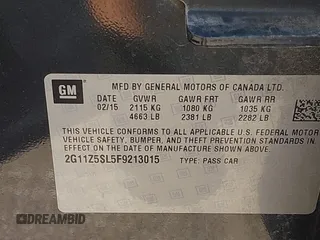 GM
MFD BY GENERAL MOTORS OF CANADA LTD.
DATE GVWR GAWR FRT GAWR RR
02/15 2115 KG 1080 KG 1035 KG
4663 LB 2381 LB 2282 LB
THIS VEHICLE CONFORMS TO ALL APPLICABLE U.S. FEDERAL MOTOR
VEHICLE SAFETY, BUMPER, AND THEFT PREVENTION STANDARDS IN
EFFECT ON THE DATE OF MANUFACTURE SHOWN ABOVE
2G11Z5SL5F9213015 TYPE: PASS CAR
DREAMBID